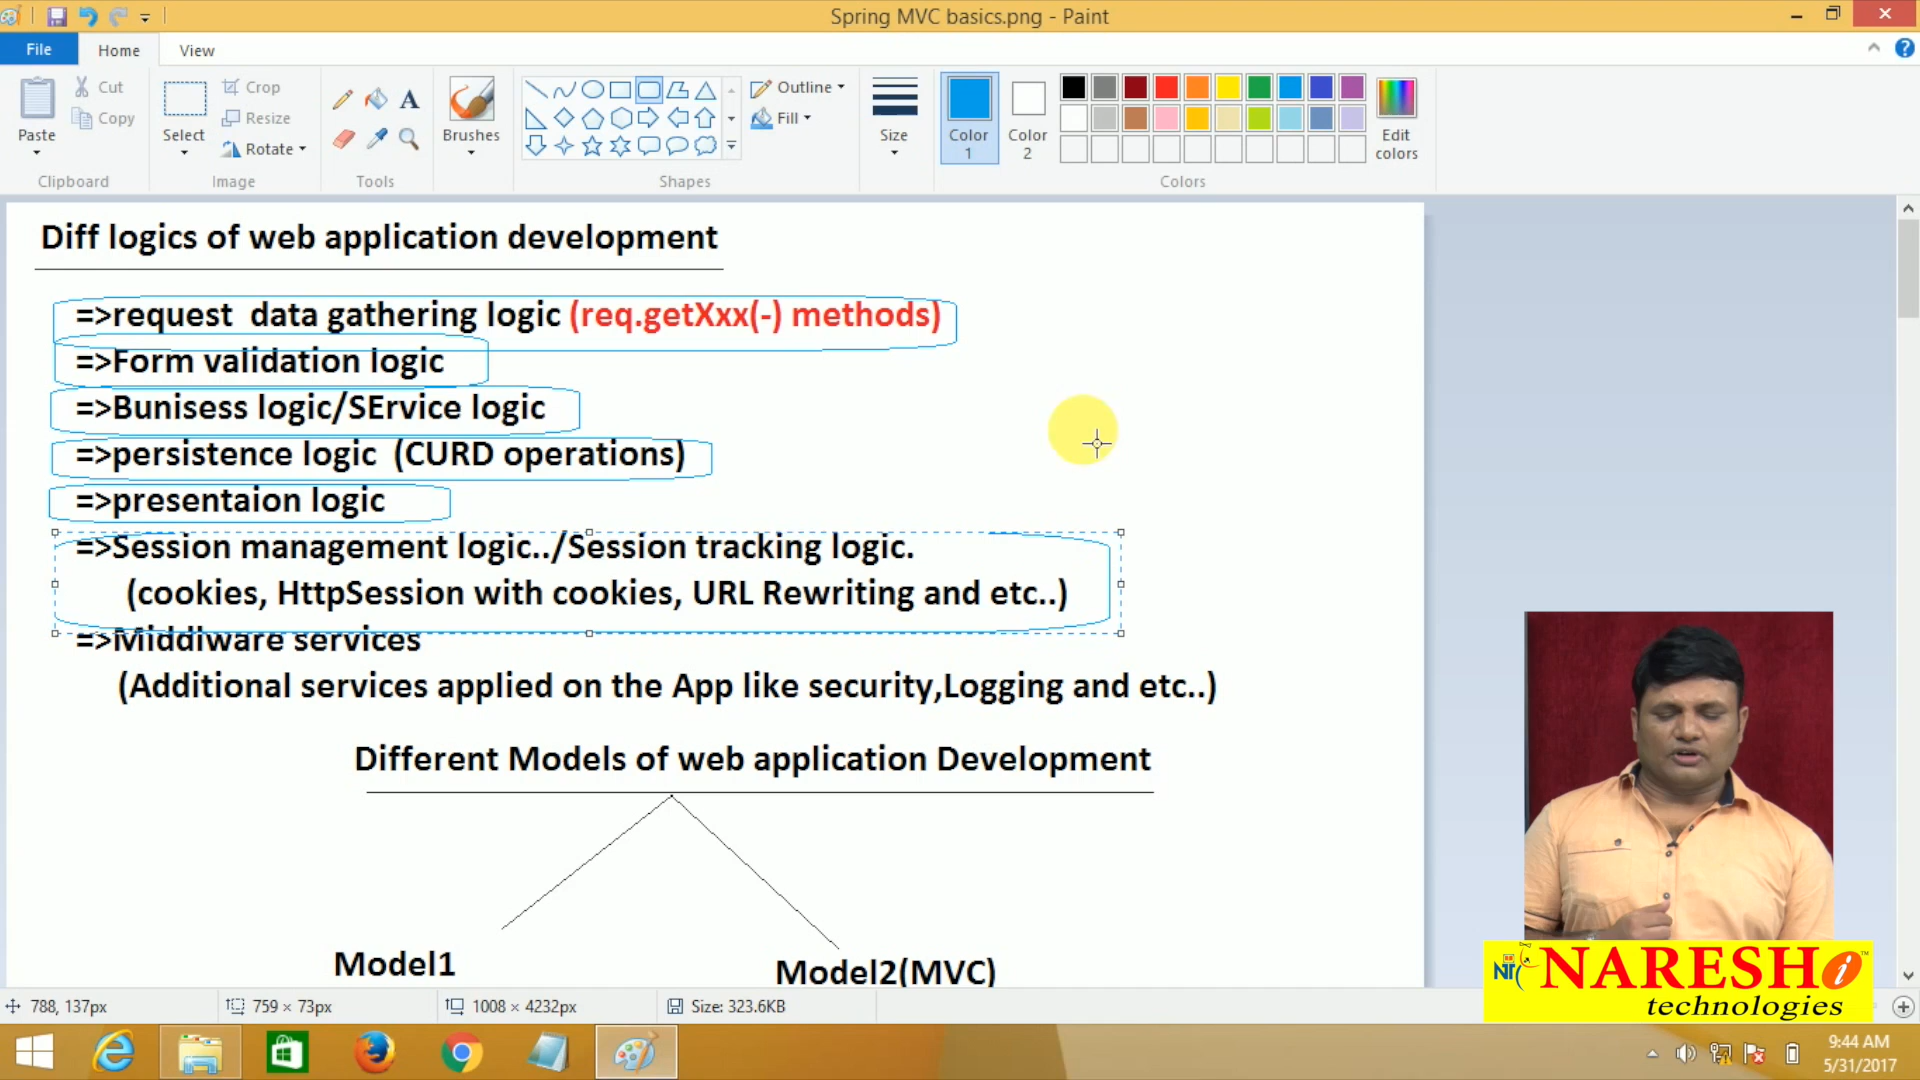 Spring MVC basics.png - Paint
File
Home
View
Paste
Cut
Copy
Clipboard
Select
Crop
Resize
Rotate
Image
A
Tools
Brushes
Outline
Fill
Shapes
Size
Color
1
Color
2
Edit
colors
Colors
Diff logics of web application development
=>request data gathering logic (req.getXxx(-) methods)
=>Form validation logic
=>Bunisess logic/SErvice logic
=>persistence logic (CURD operations)
=>presentaion logic
=>Session management logic../Session tracking logic.
(cookies, HttpSession with cookies, URL Rewriting and etc..)
=>Middlware services
(Additional services applied on the App like security,Logging and etc..)
Different Models of web application Development
Model1
Model2(MVC)
788, 137px
759 × 73px
1008 × 4232px
Size: 323.6KB
NARESH i
technologies
9:44 AM
5/31/2017